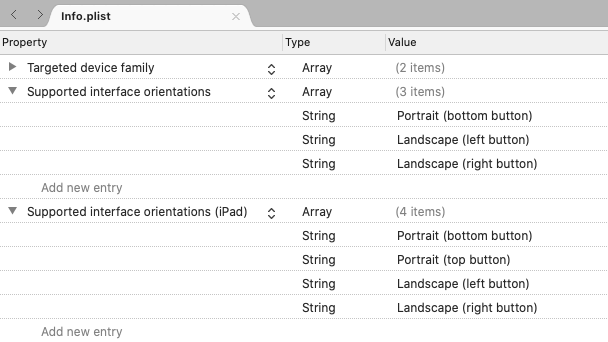 Info.plist
Property Type Value
Targeted device family Array (2 items)
Supported interface orientations Array (3 items)
String Portrait (bottom button)
String Landscape (left button)
String Landscape (right button)
Add new entry
Supported interface orientations (iPad) Array (4 items)
String Portrait (bottom button)
String Portrait (top button)
String Landscape (left button)
String Landscape (right button)
Add new entry